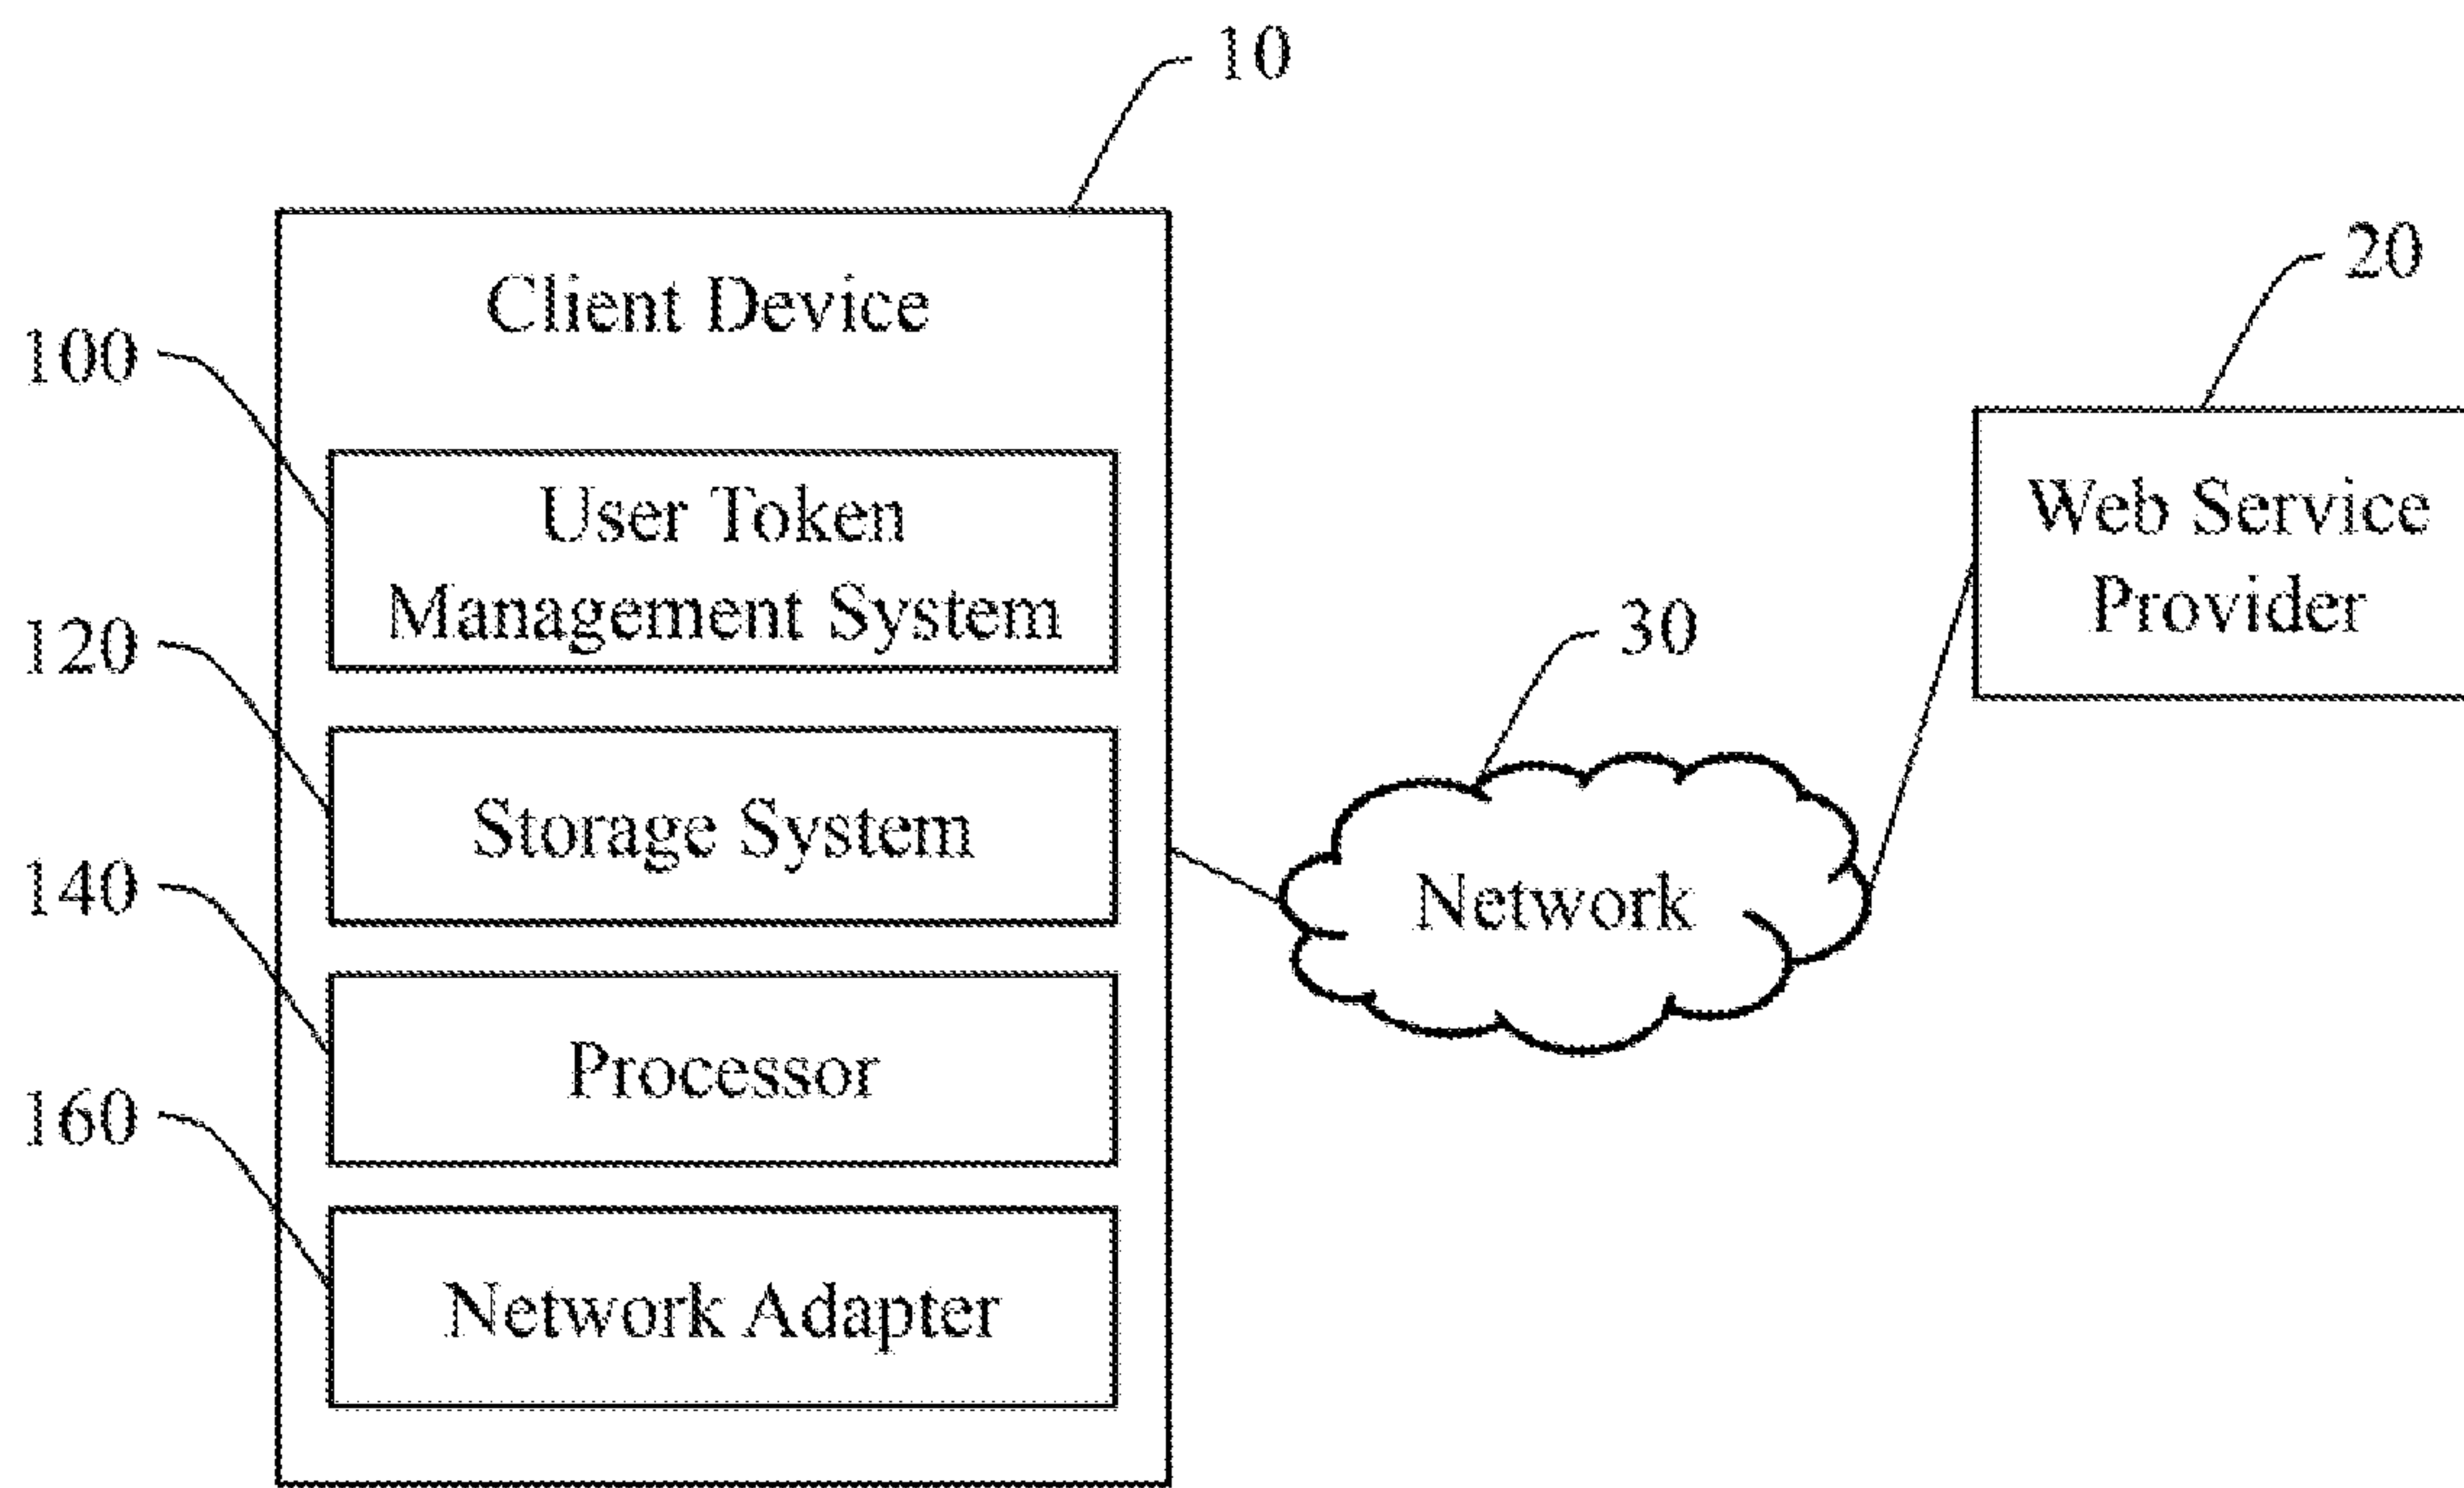 10
20
Client Device
100
User Token
Management System
Web Service
Provider
120
30
Storage System
140
Network
Processor
160
Network Adapter